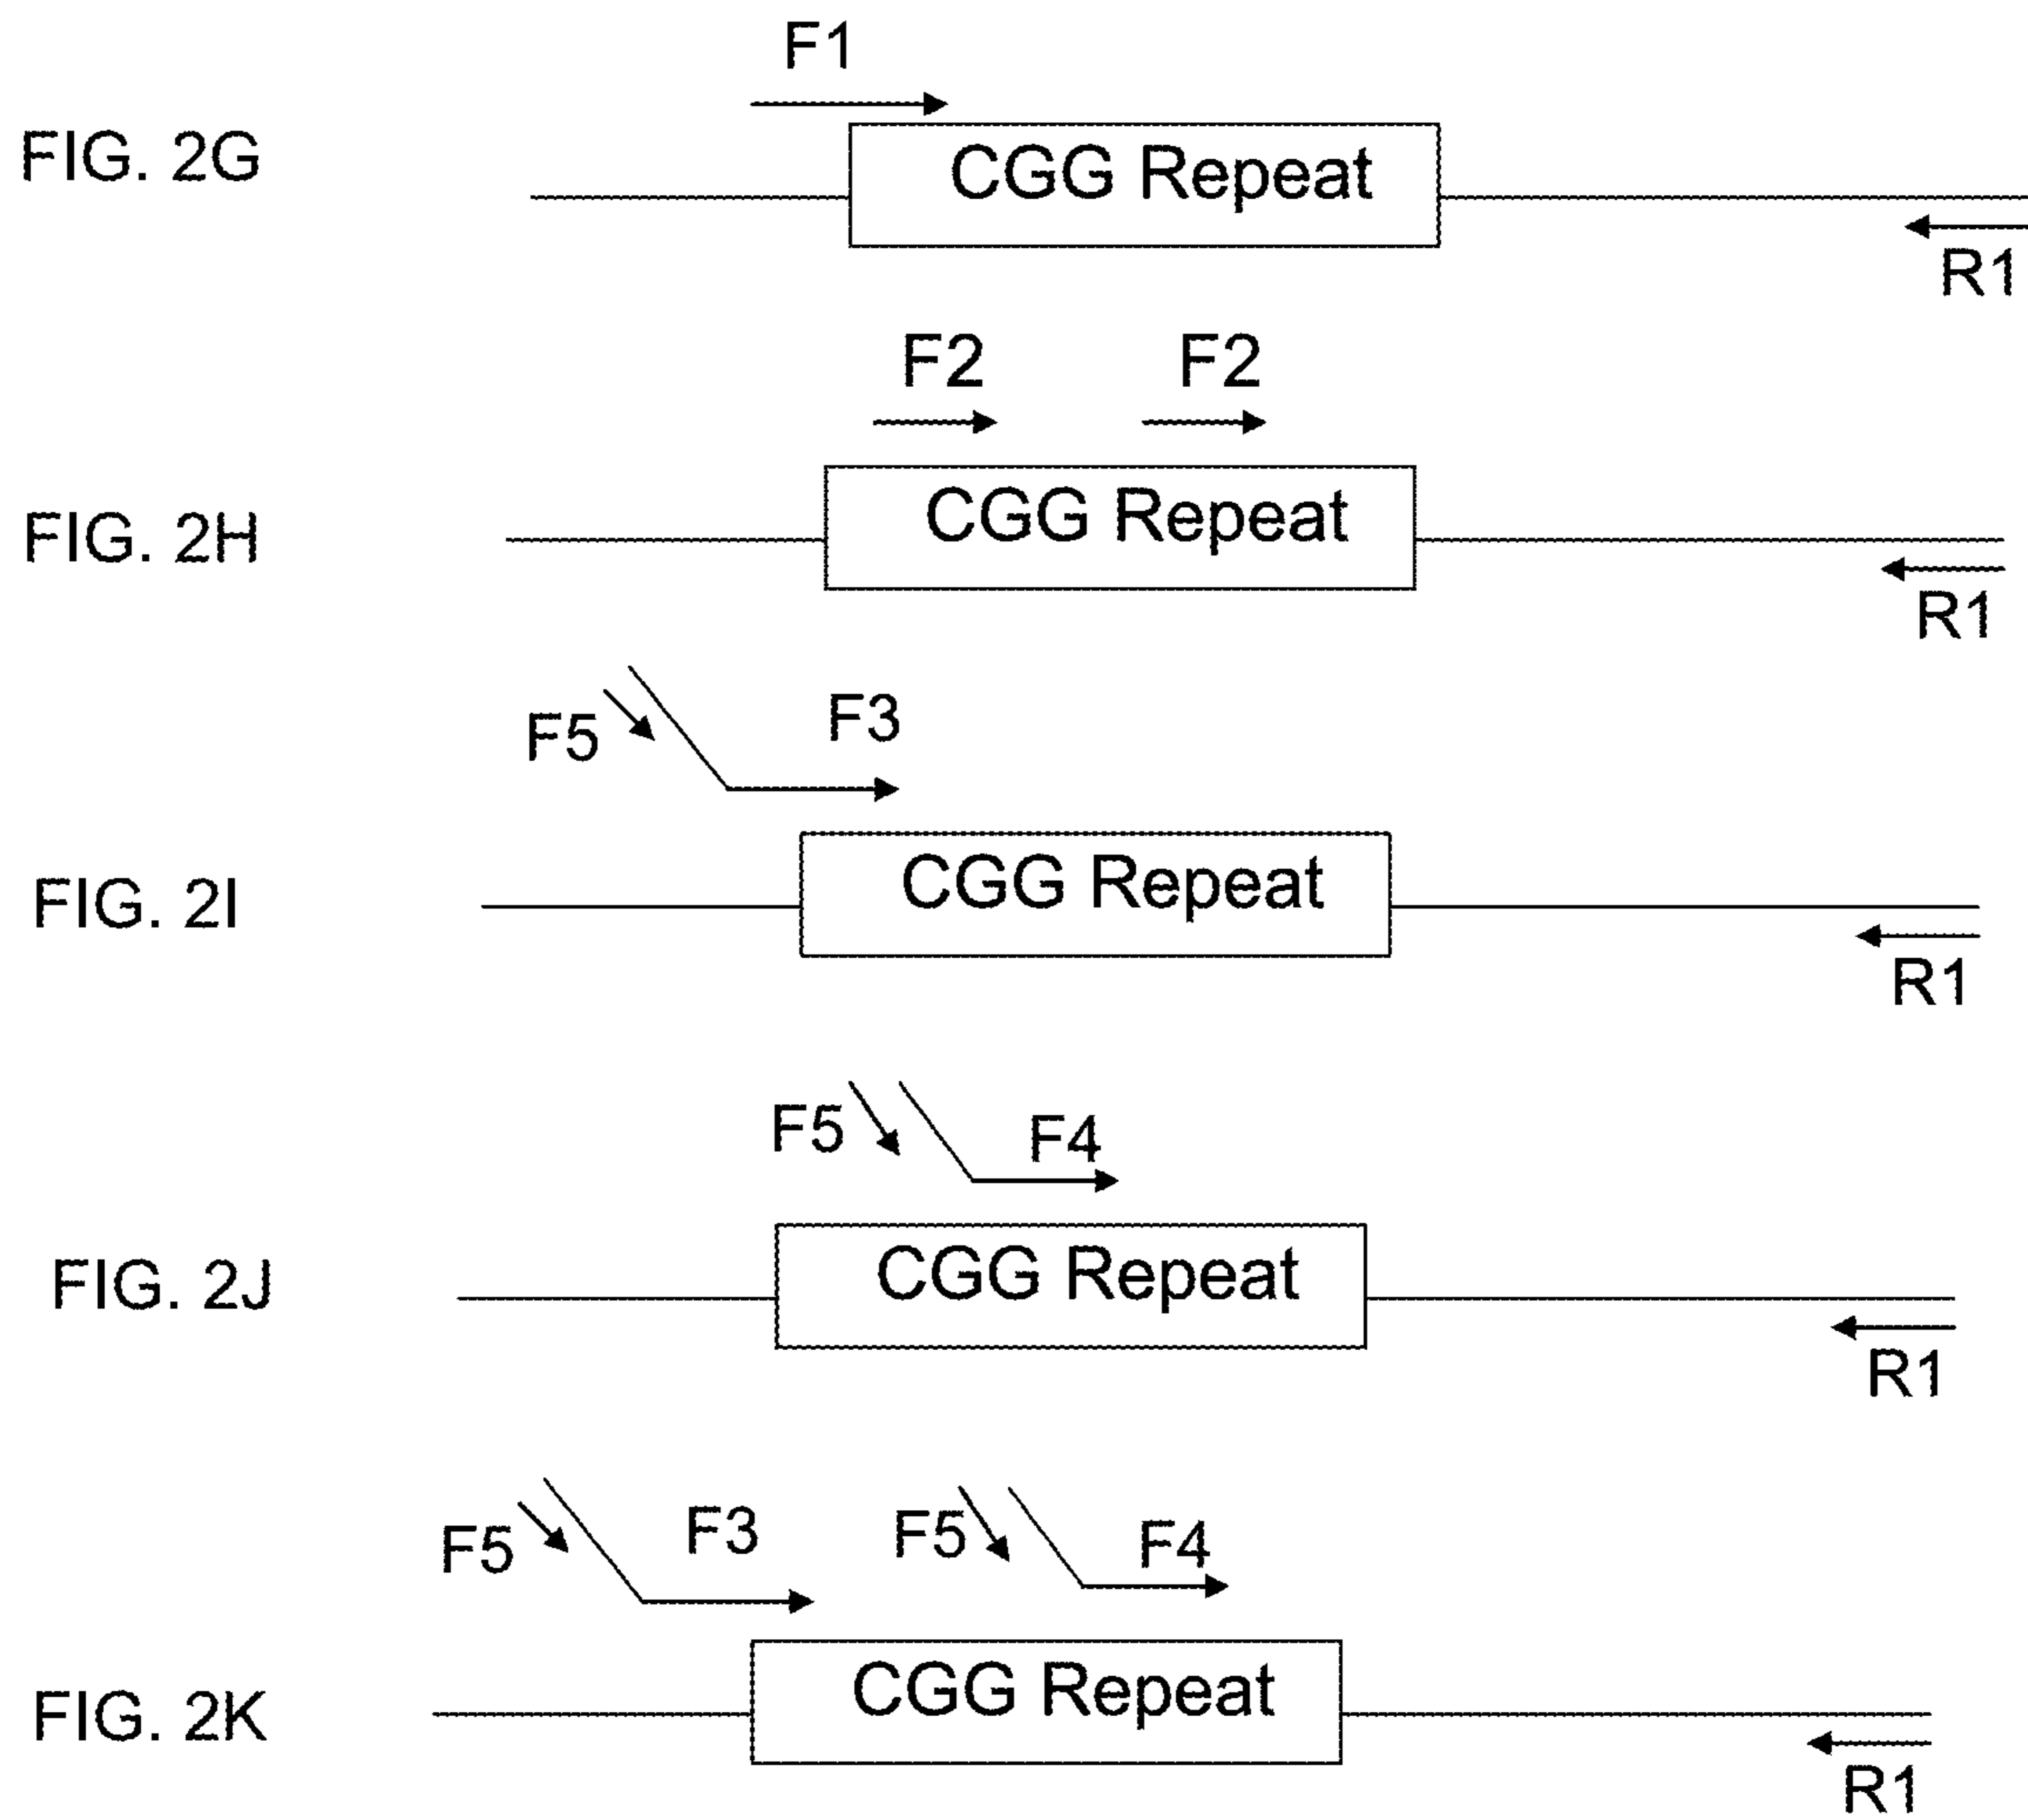 F1
FIG. 2G
CGG Repeat
R1
F2 F2
FIG. 2H
CGG Repeat
R1
F5 F3
FIG. 2I
CGG Repeat
R1
F5 F4
FIG. 2J
CGG Repeat
R1
F5 F3 F5 F4
FIG. 2K
CGG Repeat
R1